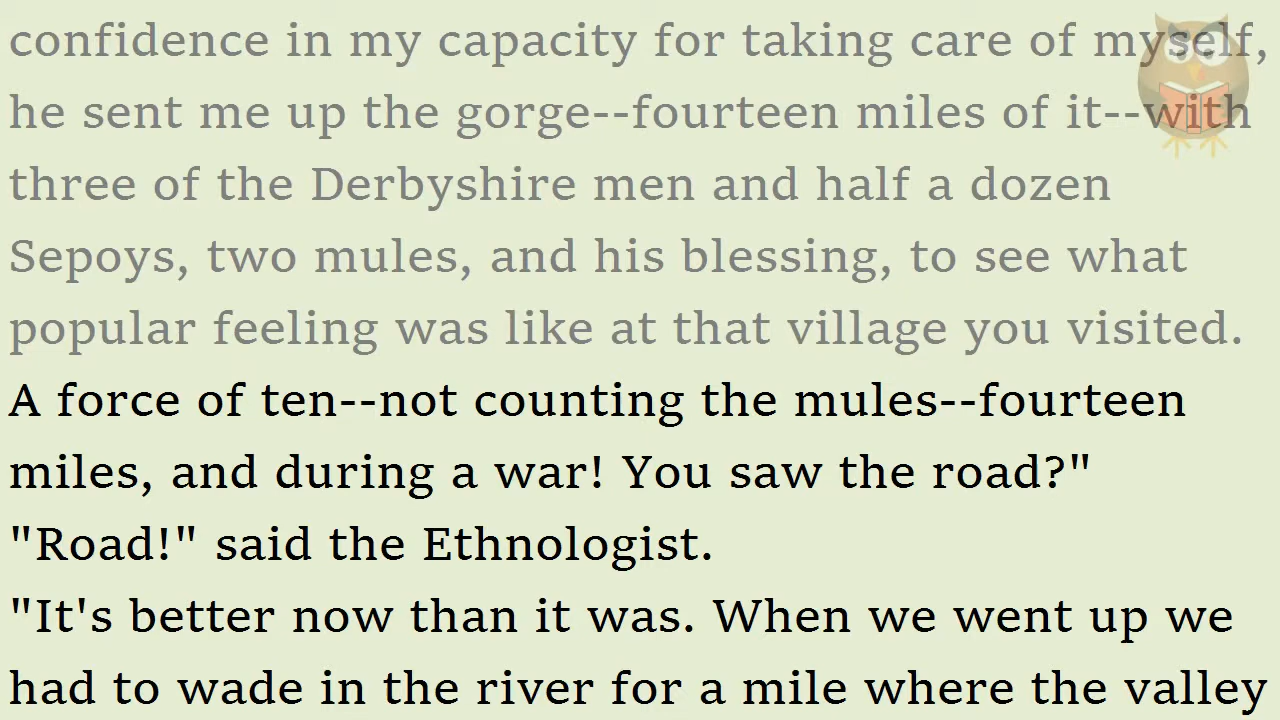 confidence in my capacity for taking care of myself,
he sent me up the gorge--fourteen miles of it--with
three of the Derbyshire men and half a dozen
Sepoys, two mules, and his blessing, to see what
popular feeling was like at that village you visited.
A force of ten--not counting the mules--fourteen
miles, and during a war! You saw the road?"
"Road!" said the Ethnologist.
"It's better now than it was. When we went up we
had to wade in the river for a mile where the valley